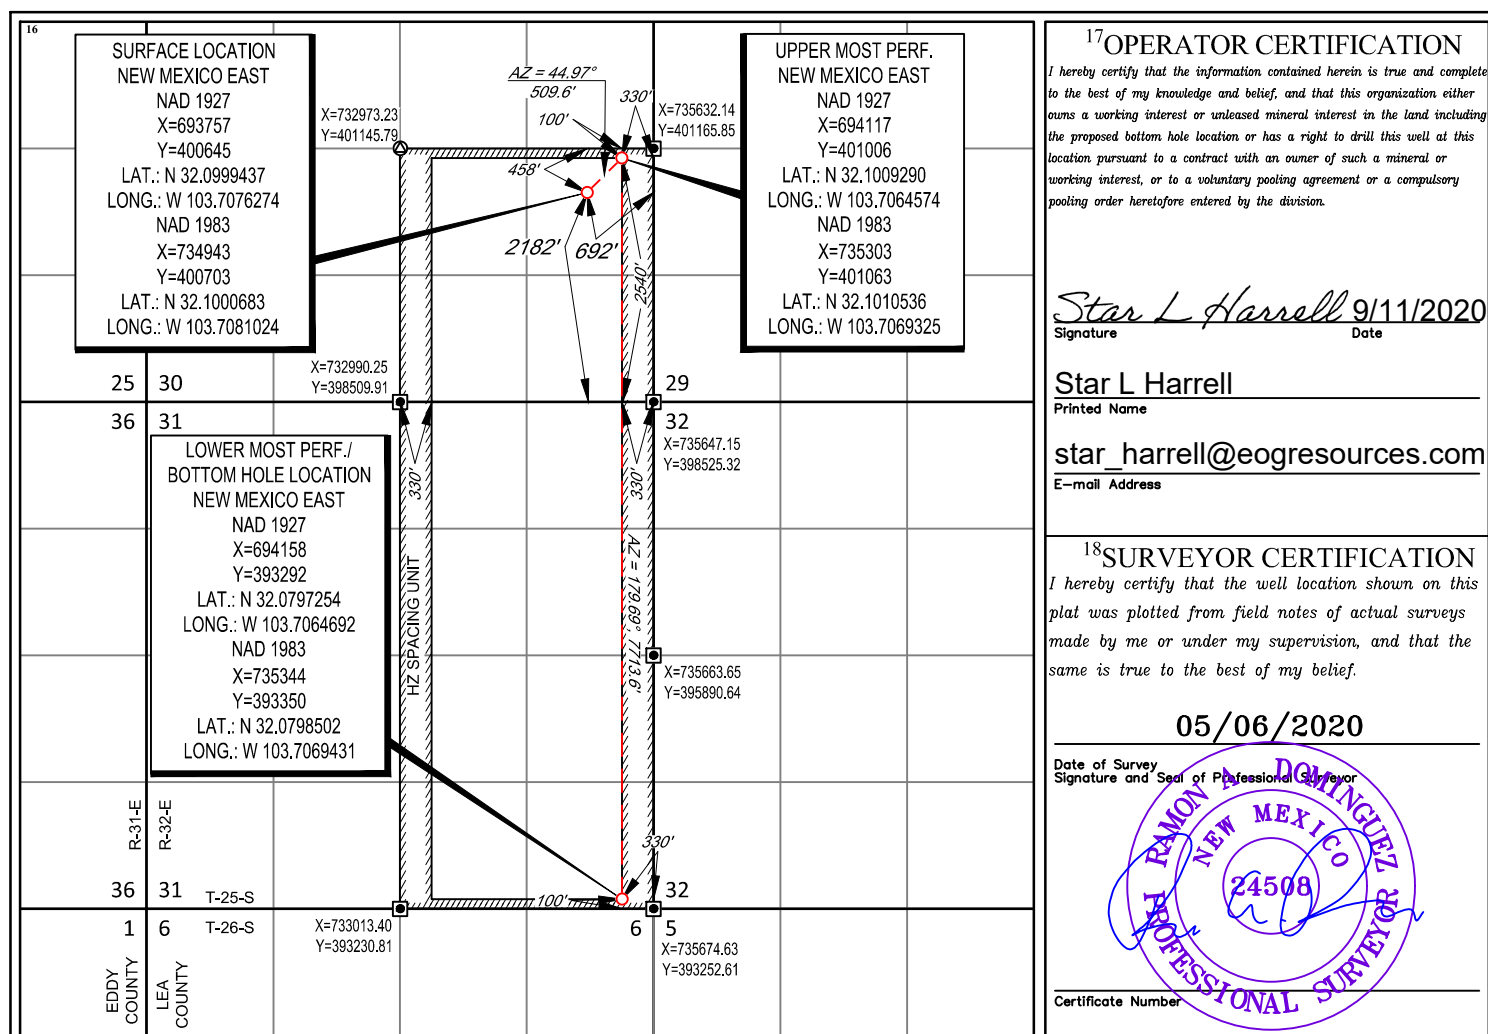 16
SURFACE LOCATION
NEW MEXICO EAST
NAD 1927
X=693757
Y=400645
LAT.: N 32.0999437
LONG.: W 103.7076274
NAD 1983
X=734943
Y=400703
LAT.: N 32.1000683
LONG.: W 103.7081024
X=732973.23
Y=401145.79
AZ = 44.97°
509.6'
100'
330'
458'
2182'
692'
2540'
X=735632.14
Y=401165.85
UPPER MOST PERF.
NEW MEXICO EAST
NAD 1927
X=694117
Y=401006
LAT.: N 32.1009290
LONG.: W 103.7064574
NAD 1983
X=735303
Y=401063
LAT.: N 32.1010536
LONG.: W 103.7069325
X=732990.25
Y=398509.91
25 30
29
36 31
32
X=735647.15
Y=398525.32
330'
330'
LOWER MOST PERF./
BOTTOM HOLE LOCATION
NEW MEXICO EAST
NAD 1927
X=694158
Y=393292
LAT.: N 32.0797254
LONG.: W 103.7064692
NAD 1983
X=735344
Y=393350
LAT.: N 32.0798502
LONG.: W 103.7069431
HZ SPACING UNIT
AZ = 179.69°, 7713.6'
X=735663.65
Y=395890.64
R-31-E
R-32-E
330'
100'
36 31
T-25-S
32
1 6
T-26-S
6 5
X=733013.40
Y=393230.81
X=735674.63
Y=393252.61
EDDY
COUNTY
LEA
COUNTY
17OPERATOR CERTIFICATION
I hereby certify that the information contained herein is true and complete
to the best of my knowledge and belief, and that this organization either
owns a working interest or unleased mineral interest in the land including
the proposed bottom hole location or has a right to drill this well at this
location pursuant to a contract with an owner of such a mineral or
working interest, or to a voluntary pooling agreement or a compulsory
pooling order heretofore entered by the division.
Star L Harrell 9/11/2020
Signature Date
Star L Harrell
Printed Name
star_harrell@eogresources.com
E-mail Address
18SURVEYOR CERTIFICATION
I hereby certify that the well location shown on this
plat was plotted from field notes of actual surveys
made by me or under my supervision, and that the
same is true to the best of my belief.
05/06/2020
Date of Survey
Signature and Seal of Professional Surveyor
RAMON A. DOMINGUEZ
NEW MEXICO
24508
PROFESSIONAL SURVEYOR
Certificate Number